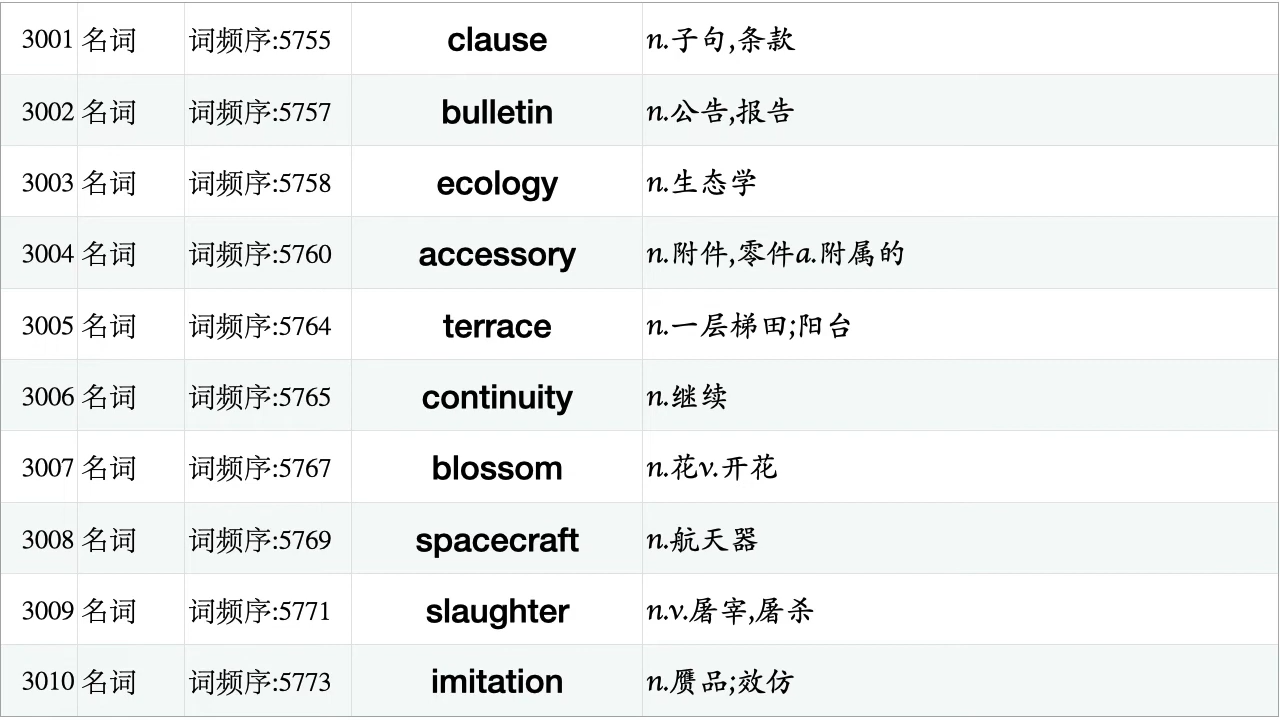 3001 名词 词频序:5755 clause n.子句,条款
3002 名词 词频序:5757 bulletin n.公告,报告
3003 名词 词频序:5758 ecology n.生态学
3004 名词 词频序:5760 accessory n.附件,零件a.附属的
3005 名词 词频序:5764 terrace n.一层梯田;阳台
3006 名词 词频序:5765 continuity n.继续
3007 名词 词频序:5767 blossom n.花v.开花
3008 名词 词频序:5769 spacecraft n.航天器
3009 名词 词频序:5771 slaughter n.v.屠宰,屠杀
3010 名词 词频序:5773 imitation n.赝品;效仿